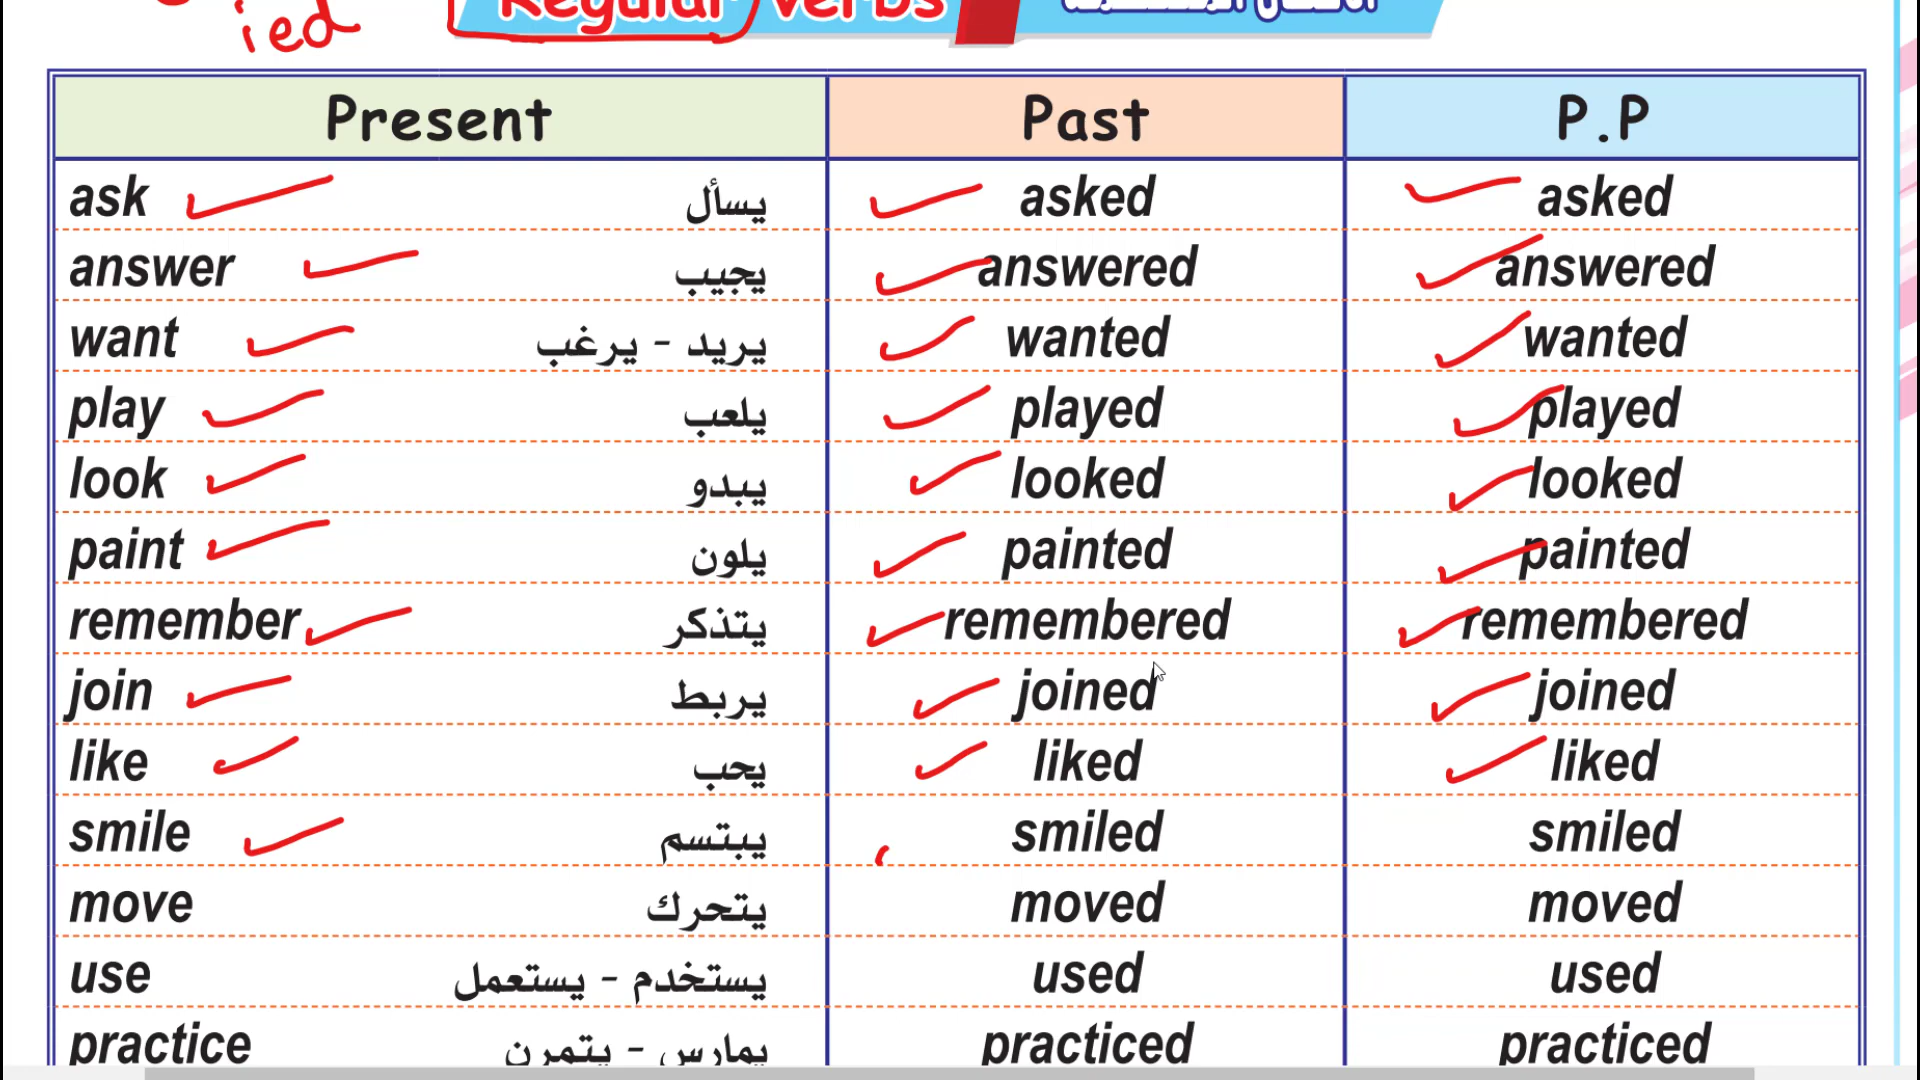 ied
Regular verbs
Present Past P.P
ask يسأل asked asked
answer يجيب answered answered
want يريد - يرغب wanted wanted
play يلعب played played
look يبدو looked looked
paint يلون painted painted
remember يتذكر remembered remembered
join يربط joined joined
like يحب liked liked
smile يبتسم smiled smiled
move يتحرك moved moved
use يستخدم - يستعمل used used
practice يمارس - يتمرن practiced practiced